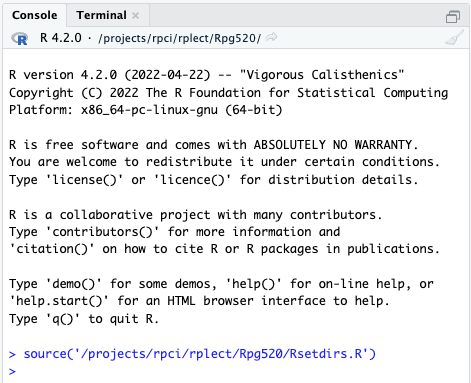 Console Terminal ×
R 4.2.0 · /projects/rpci/rplect/Rpg520/
R version 4.2.0 (2022-04-22) -- "Vigorous Calisthenics"
Copyright (C) 2022 The R Foundation for Statistical Computing
Platform: x86_64-pc-linux-gnu (64-bit)
R is free software and comes with ABSOLUTELY NO WARRANTY.
You are welcome to redistribute it under certain conditions.
Type 'license()' or 'licence()' for distribution details.
R is a collaborative project with many contributors.
Type 'contributors()' for more information and
'citation()' on how to cite R or R packages in publications.
Type 'demo()' for some demos, 'help()' for on-line help, or
'help.start()' for an HTML browser interface to help.
Type 'q()' to quit R.
> source('/projects/rpci/rplect/Rpg520/Rsetdirs.R')
>